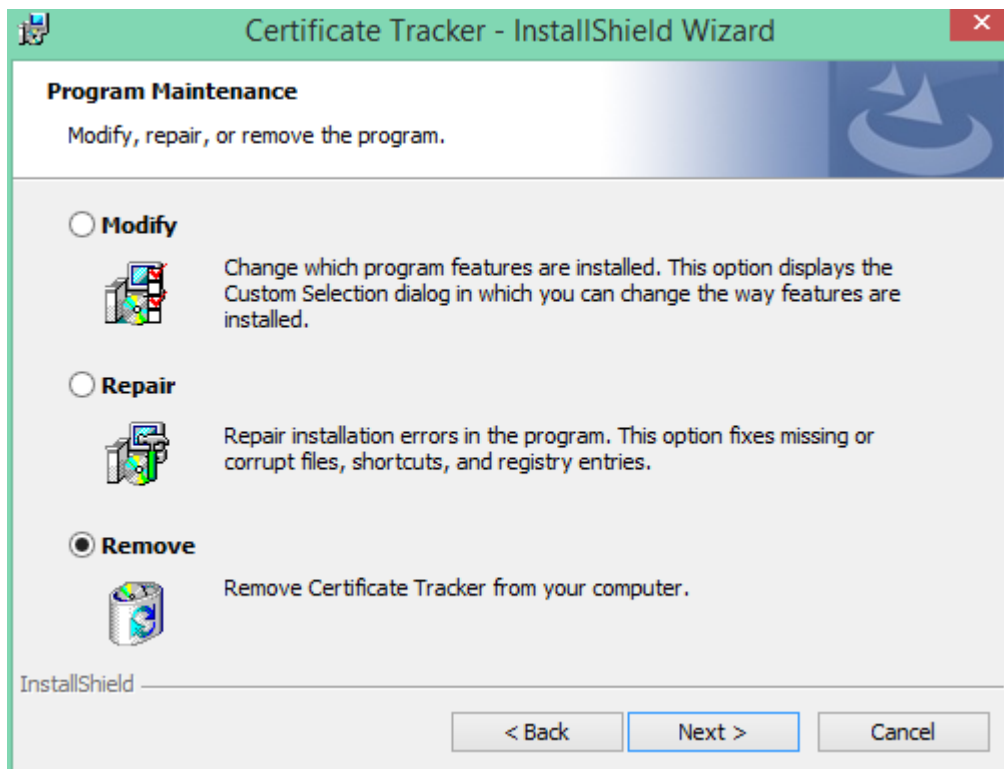 Certificate Tracker - InstallShield Wizard
Program Maintenance
Modify, repair, or remove the program.
Modify
Change which program features are installed. This option displays the
Custom Selection dialog in which you can change the way features are
installed.
Repair
Repair installation errors in the program. This option fixes missing or
corrupt files, shortcuts, and registry entries.
Remove
Remove Certificate Tracker from your computer.
InstallShield
< Back
Next >
Cancel